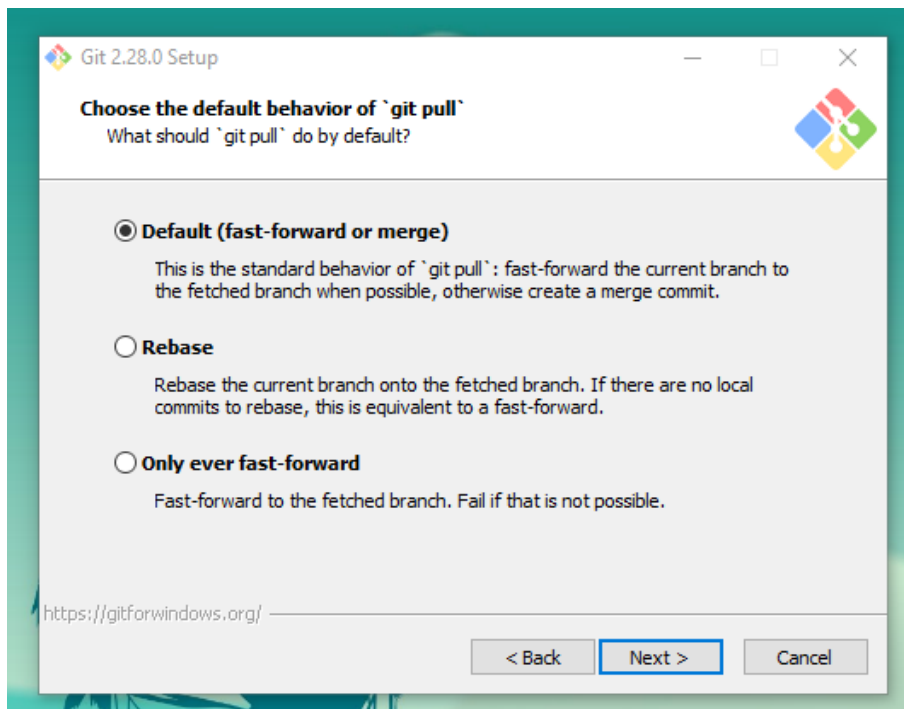 Git 2.28.0 Setup
Choose the default behavior of `git pull`
What should `git pull` do by default?
Default (fast-forward or merge)
This is the standard behavior of `git pull`: fast-forward the current branch to
the fetched branch when possible, otherwise create a merge commit.
Rebase
Rebase the current branch onto the fetched branch. If there are no local
commits to rebase, this is equivalent to a fast-forward.
Only ever fast-forward
Fast-forward to the fetched branch. Fail if that is not possible.
https://gitforwindows.org/
< Back Next > Cancel